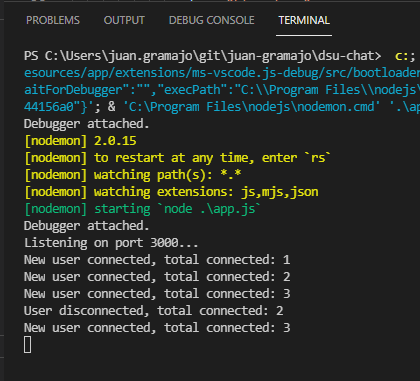 PROBLEMS OUTPUT DEBUG CONSOLE TERMINAL
PS C:\Users\juan.gramajo\git\juan-gramajo\dsu-chat> c:;
esources/app/extensions/ms-vscode.js-debug/src/bootloader
aitForDebugger":"","execPath":"C:\\Program Files\\nodejs\
44156a0"}'; & 'C:\Program Files\nodejs\nodemon.cmd' '.\ap
Debugger attached.
[nodemon] 2.0.15
[nodemon] to restart at any time, enter `rs`
[nodemon] watching path(s): *.*
[nodemon] watching extensions: js,mjs,json
[nodemon] starting `node .\app.js`
Debugger attached.
Listening on port 3000...
New user connected, total connected: 1
New user connected, total connected: 2
New user connected, total connected: 3
User disconnected, total connected: 2
New user connected, total connected: 3